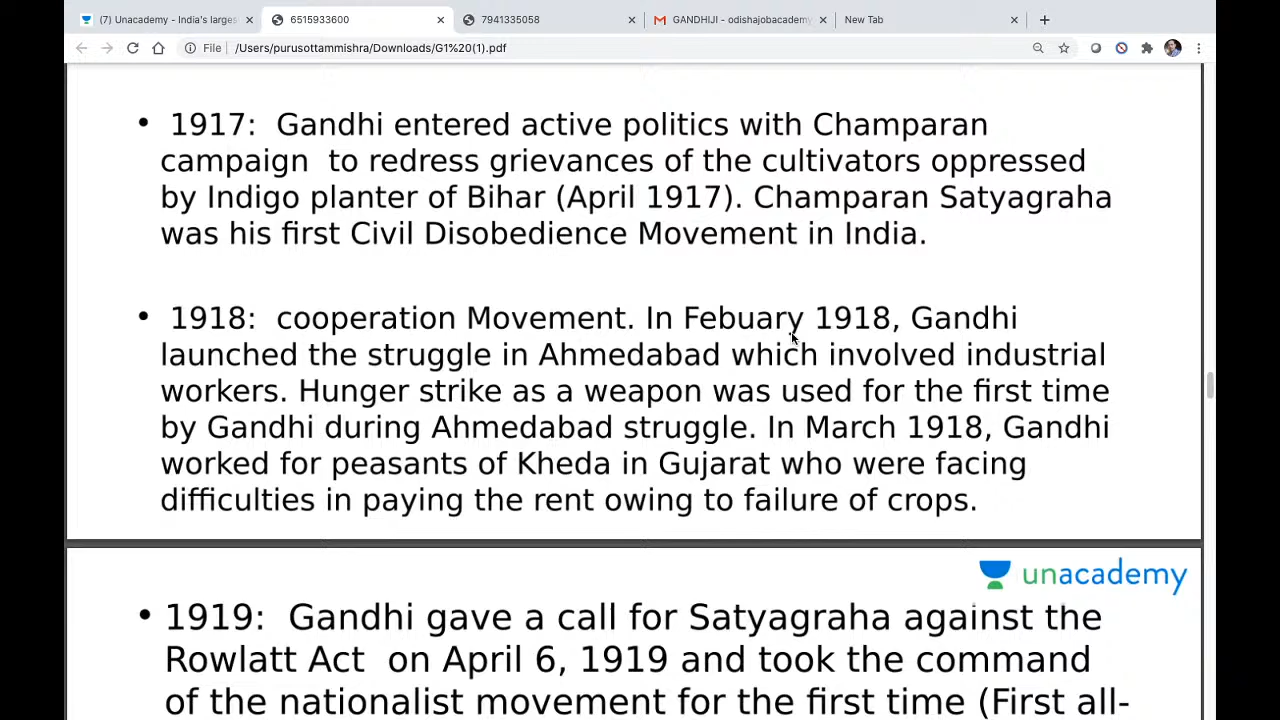 (7) Unacademy - India's larges
6515933600
7941335058
GANDHIJI - odishajobacademy
New Tab
File /Users/purusottammishra/Downloads/G1%20(1).pdf
• 1917: Gandhi entered active politics with Champaran
campaign to redress grievances of the cultivators oppressed
by Indigo planter of Bihar (April 1917). Champaran Satyagraha
was his first Civil Disobedience Movement in India.
• 1918: cooperation Movement. In Febuary 1918, Gandhi
launched the struggle in Ahmedabad which involved industrial
workers. Hunger strike as a weapon was used for the first time
by Gandhi during Ahmedabad struggle. In March 1918, Gandhi
worked for peasants of Kheda in Gujarat who were facing
difficulties in paying the rent owing to failure of crops.
unacademy
• 1919: Gandhi gave a call for Satyagraha against the
Rowlatt Act on April 6, 1919 and took the command
of the nationalist movement for the first time (First all-